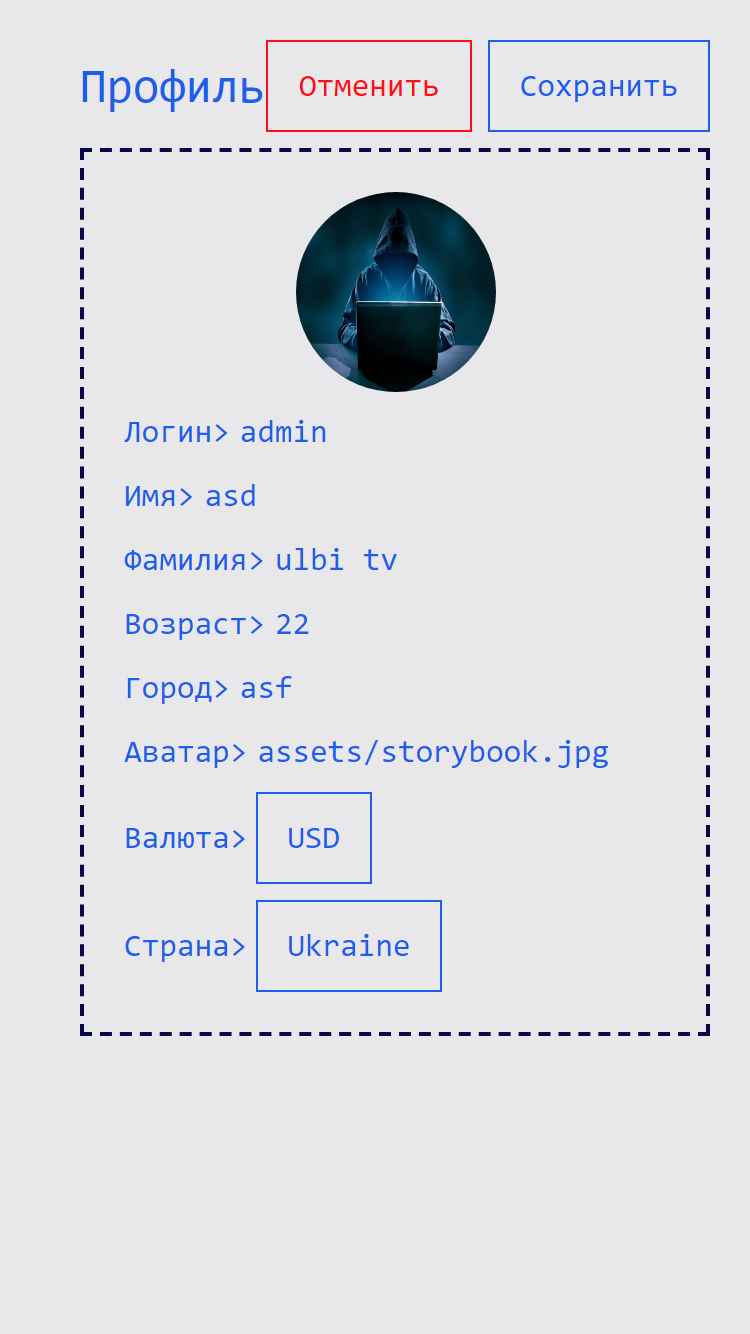 Профиль Отменить Сохранить
Логин> admin
Имя> asd
Фамилия> ulbi tv
Возраст> 22
Город> asf
Аватар> assets/storybook.jpg
Валюта> USD
Страна> Ukraine